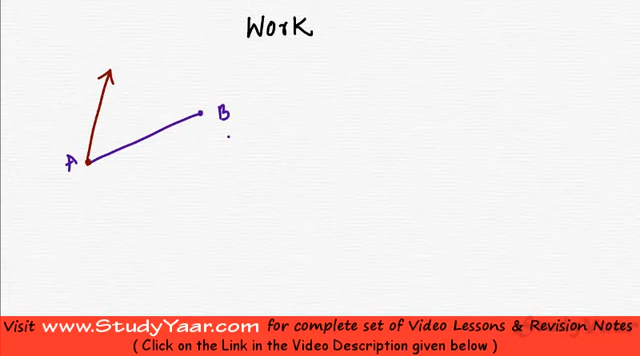 Work
B
A
Visit www.StudyYaar.com for complete set of Video Lessons & Revision Notes
( Click on the Link in the Video Description given below )